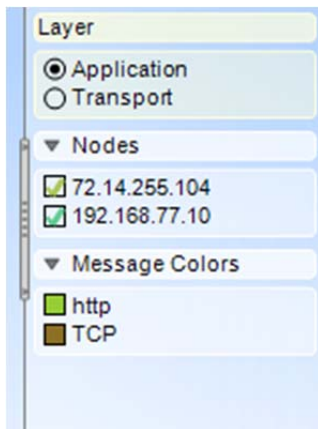 Layer
Application
Transport
Nodes
72.14.255.104
192.168.77.10
Message Colors
http
TCP